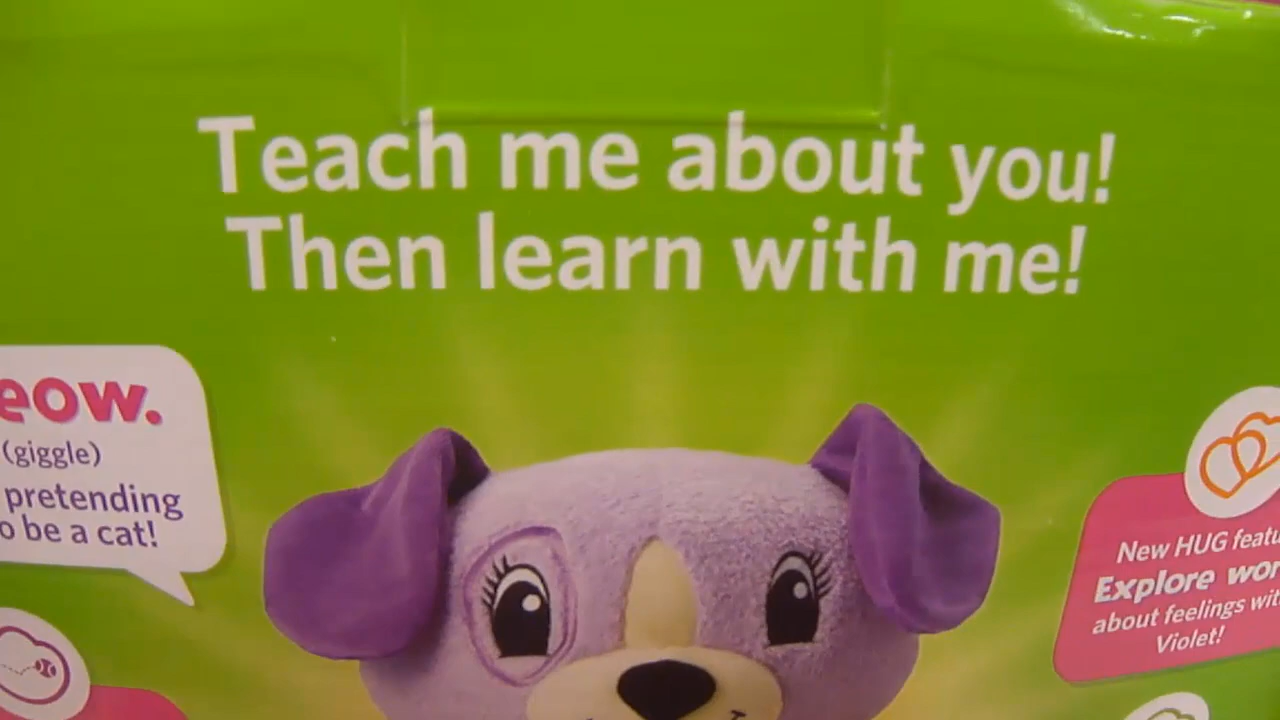 Teach me about you!
Then learn with me!
eow.
(giggle)
pretending
o be a cat!
New HUG featu
Explore wor
about feelings wit
Violet!